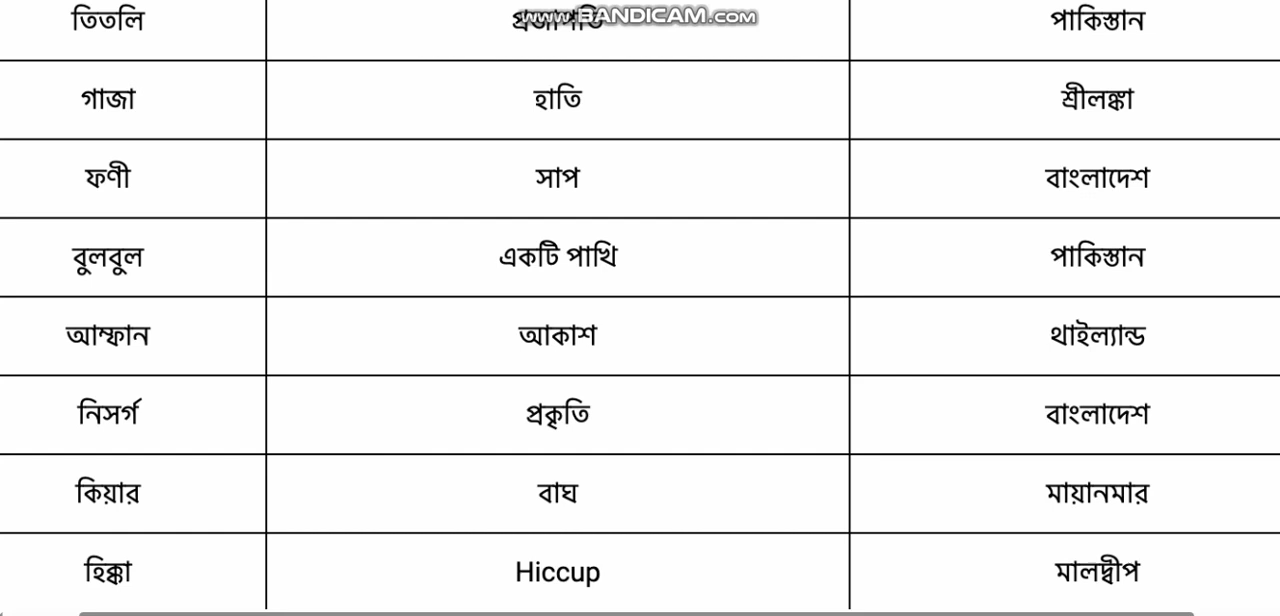 www.BANDICAM.com
তিতলি প্রজাপতি পাকিস্তান
গাজা হাতি শ্রীলঙ্কা
ফণী সাপ বাংলাদেশ
বুলবুল একটি পাখি পাকিস্তান
আম্ফান আকাশ থাইল্যান্ড
নিসর্গ প্রকৃতি বাংলাদেশ
কিয়ার বাঘ মায়ানমার
হিক্কা Hiccup মালদ্বীপ